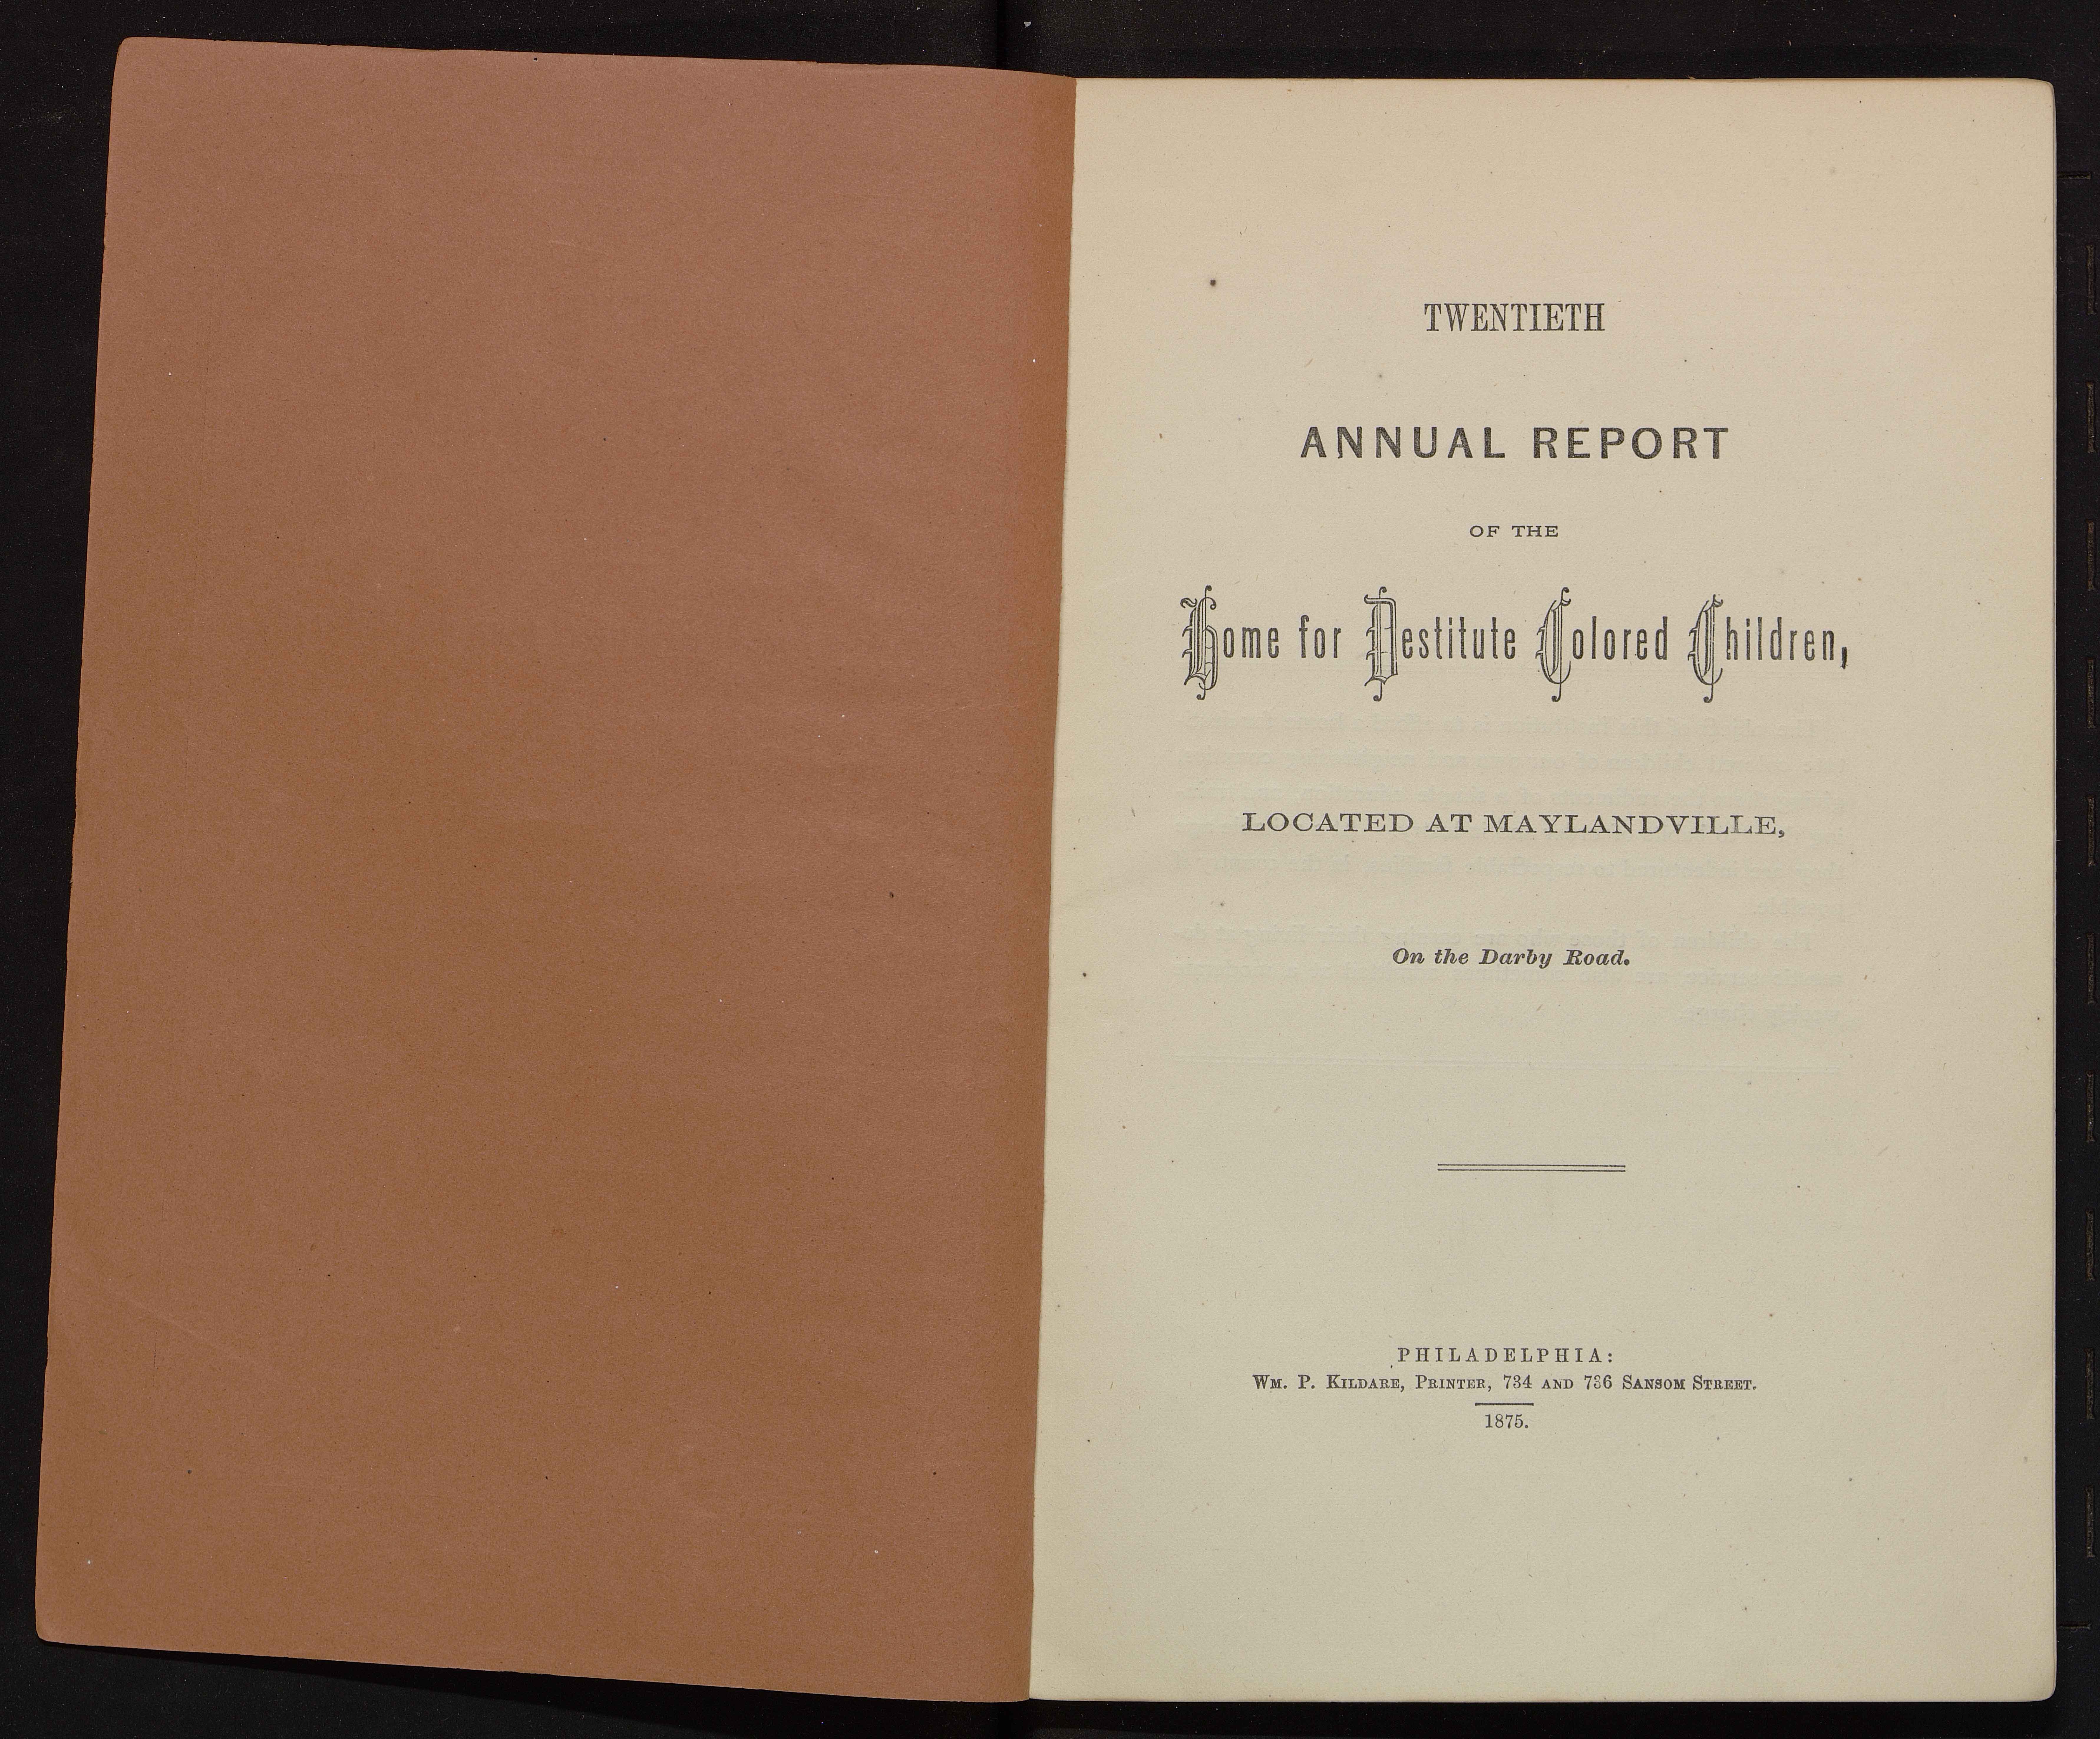 TWENTIETH
ANNUAL REPORT
OF THE
Home for Destitute Colored Children,
LOCATED AT MAYLANDVILLE,
On the Darby Road.
PHILADELPHIA:
WM. P. KILDARE, PRINTER, 734 AND 736 SANSOM STREET.
1875.